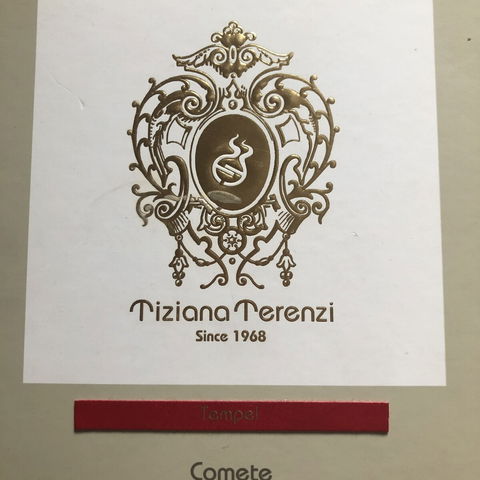 Tiziana Terenzi
Since 1968
Tempel
Comete